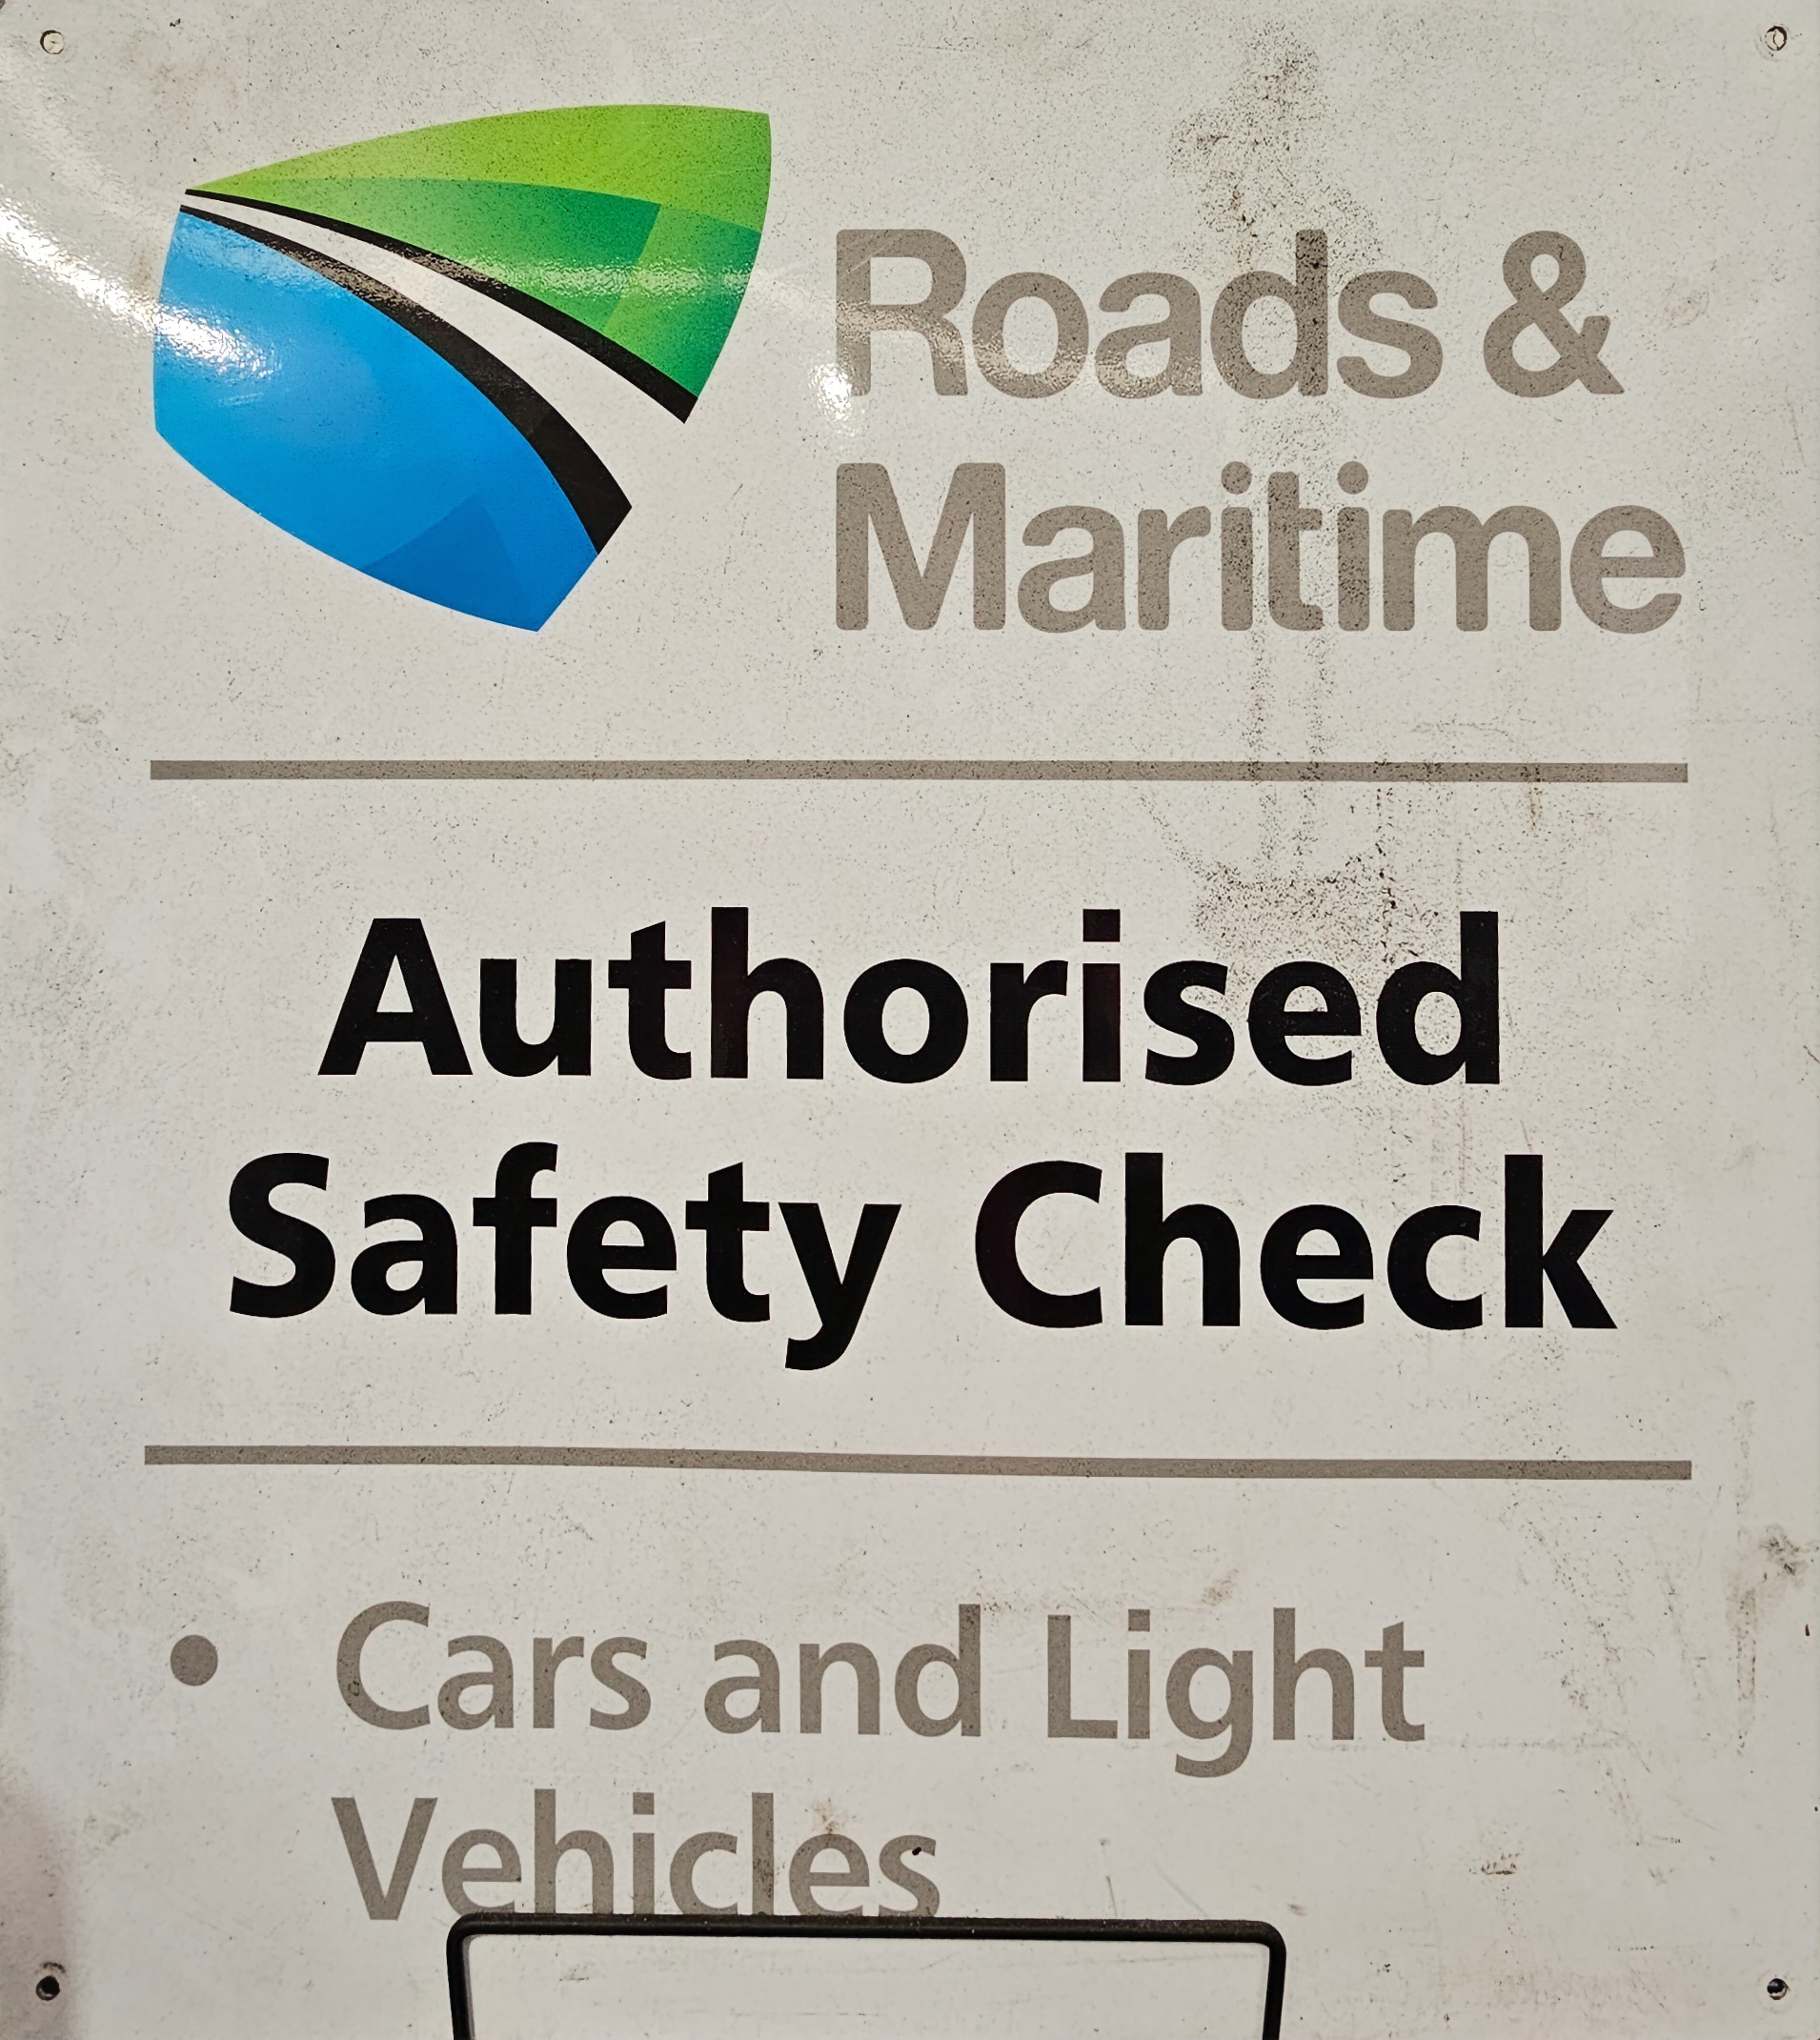 Roads &
Maritime
Authorised
Safety Check
• Cars and Light
Vehicles